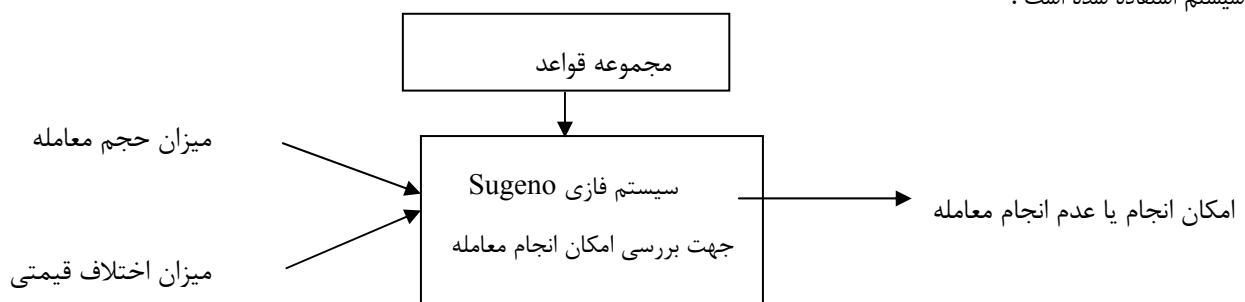 سیستم استفاده شده است .
مجموعه قواعد
میزان حجم معامله
سیستم فازی Sugeno
جهت بررسی امکان انجام معامله
امکان انجام یا عدم انجام معامله
میزان اختلاف قیمتی